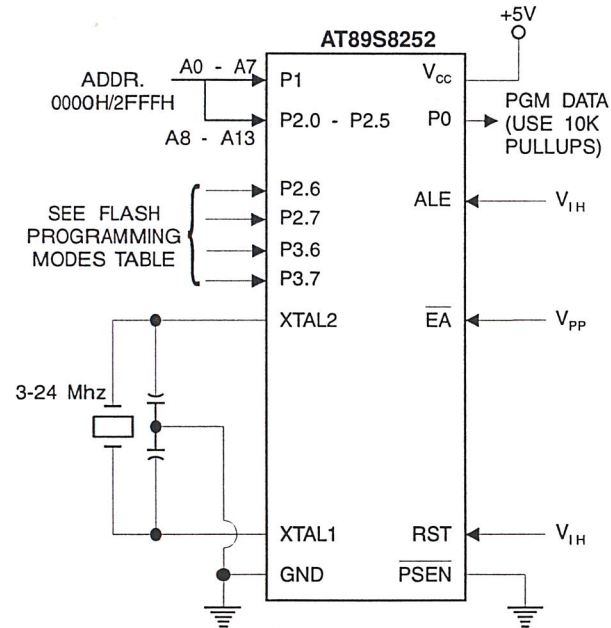 +5V
AT89S8252
A0 - A7
ADDR.
0000H/2FFFH
P1
VCC
PGM DATA
(USE 10K
PULLUPS)
P2.0 - P2.5
P0
A8 - A13
P2.6
ALE
VIH
SEE FLASH
PROGRAMMING
MODES TABLE
P2.7
P3.6
P3.7
XTAL2
EA
VPP
3-24 Mhz
XTAL1
RST
VIH
GND
PSEN